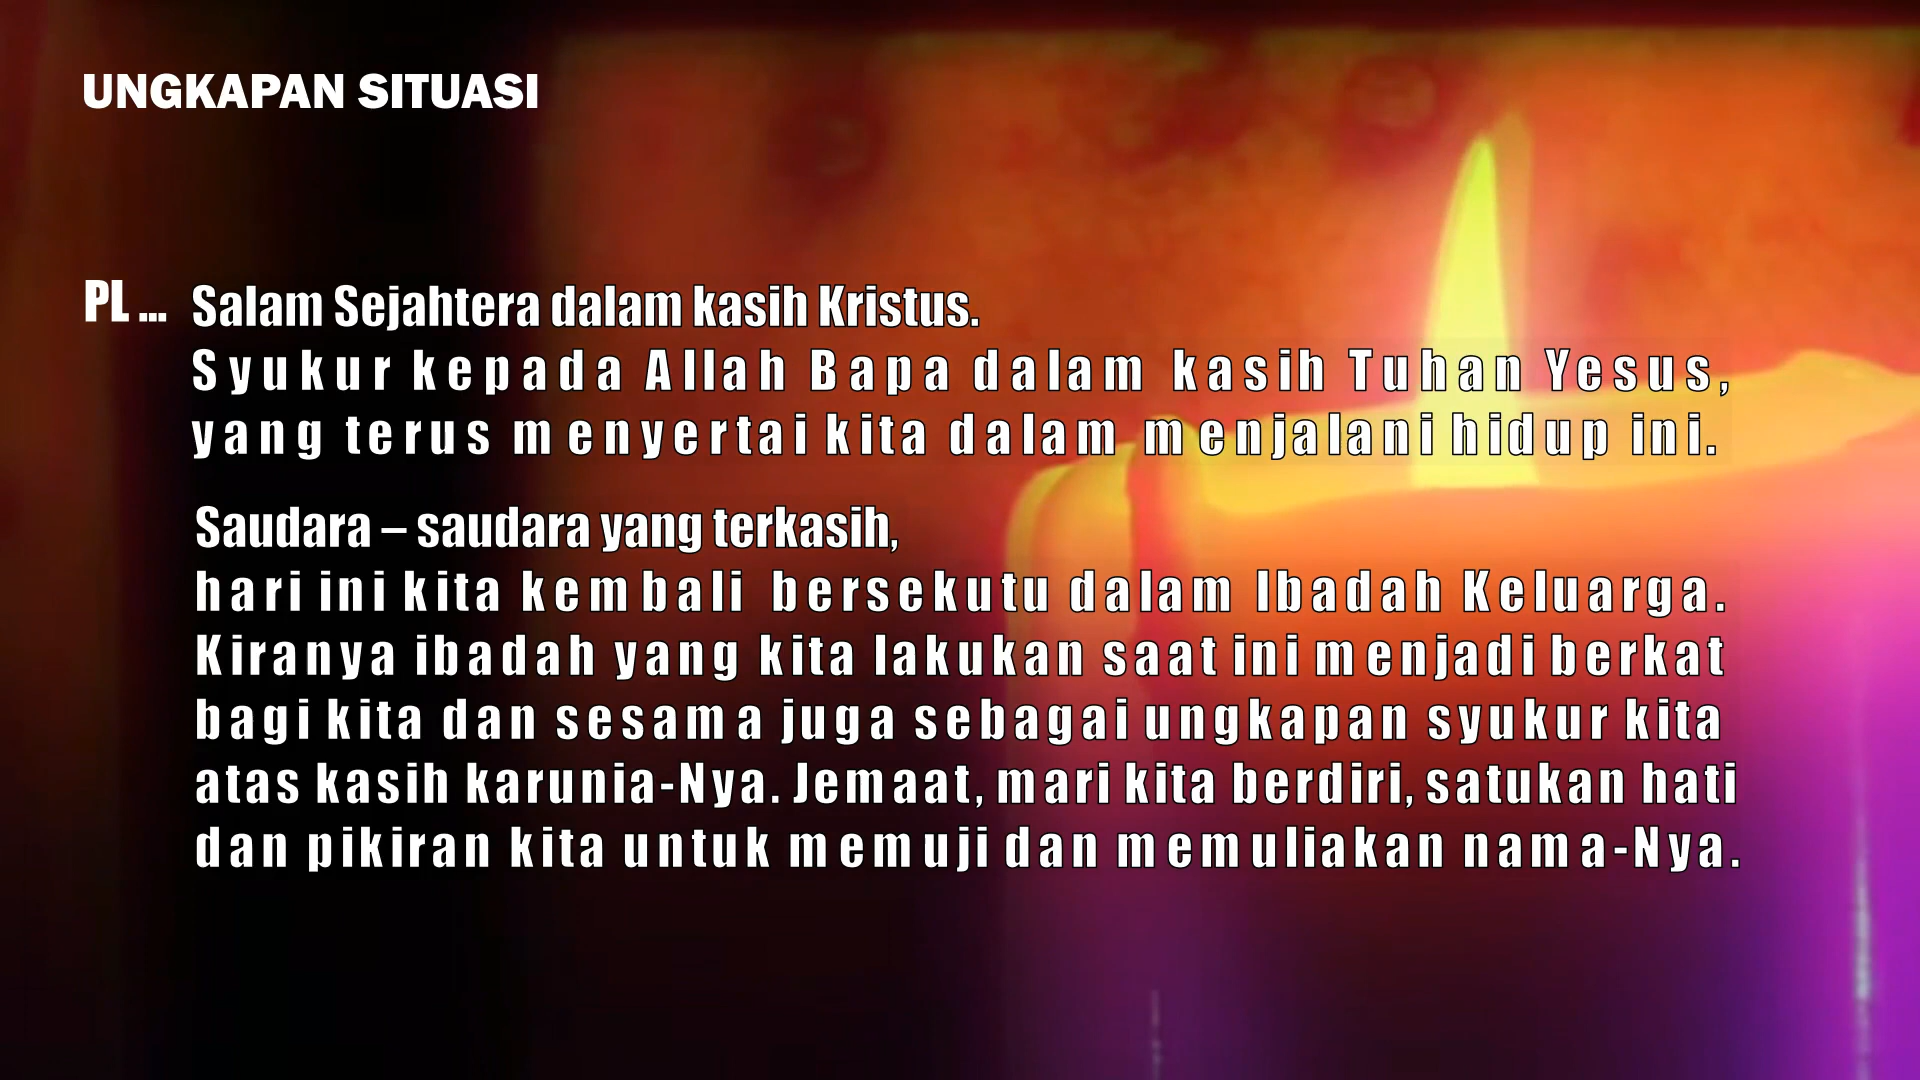 UNGKAPAN SITUASI
PL ... Salam Sejahtera dalam kasih Kristus.
Syukur kepada Allah Bapa dalam kasih Tuhan Yesus,
yang terus menyertai kita dalam menjalani hidup ini.
Saudara – saudara yang terkasih,
hari ini kita kembali bersekutu dalam Ibadah Keluarga.
Kiranya ibadah yang kita lakukan saat ini menjadi berkat
bagi kita dan sesama juga sebagai ungkapan syukur kita
atas kasih karunia-Nya. Jemaat, mari kita berdiri, satukan hati
dan pikiran kita untuk memuji dan memuliakan nama-Nya.